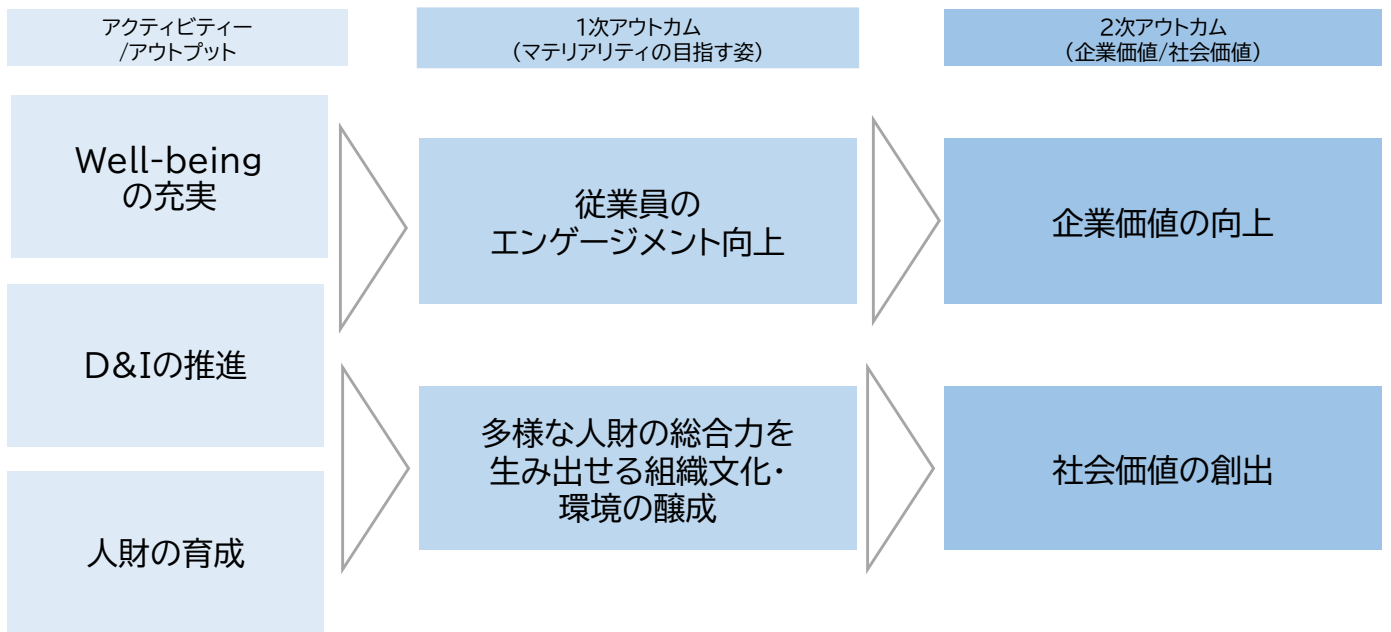 アクティビティー
/アウトプット
1次アウトカム
(マテリアリティの目指す姿)
2次アウトカム
(企業価値/社会価値)
Well-being
の充実
D&Iの推進
人財の育成
従業員の
エンゲージメント向上
多様な人財の総合力を
生み出せる組織文化・
環境の醸成
企業価値の向上
社会価値の創出